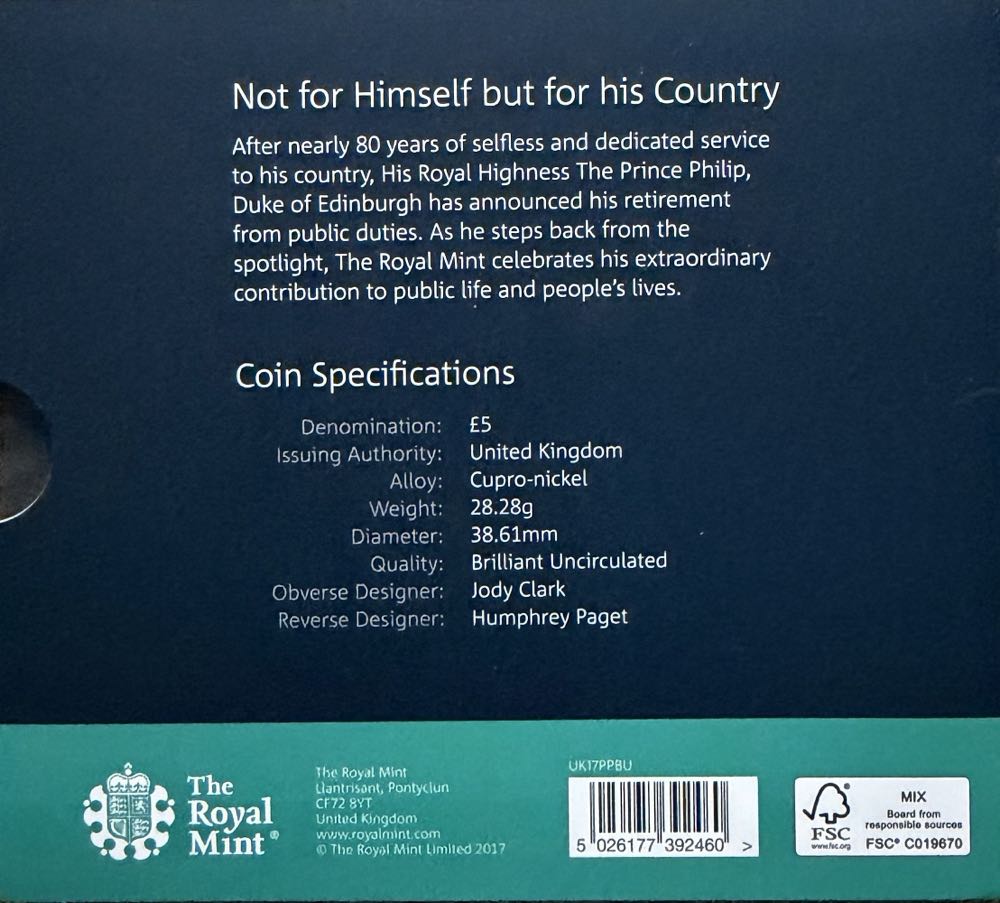 Not for Himself but for his Country
After nearly 80 years of selfless and dedicated service
to his country, His Royal Highness The Prince Philip,
Duke of Edinburgh has announced his retirement
from public duties. As he steps back from the
spotlight, The Royal Mint celebrates his extraordinary
contribution to public life and people's lives.
Coin Specifications
Denomination: £5
Issuing Authority: United Kingdom
Alloy: Cupro-nickel
Weight: 28.28g
Diameter: 38.61mm
Quality: Brilliant Uncirculated
Obverse Designer: Jody Clark
Reverse Designer: Humphrey Paget
The
Royal
Mint®
The Royal Mint
Llantrisant, Pontyclun
CF72 8YT
United Kingdom
www.royalmint.com
© The Royal Mint Limited 2017
UK17PPBU
5 026177 392460 >
FSC
www.fsc.org
MIX
Board from
responsible sources
FSC® C019670